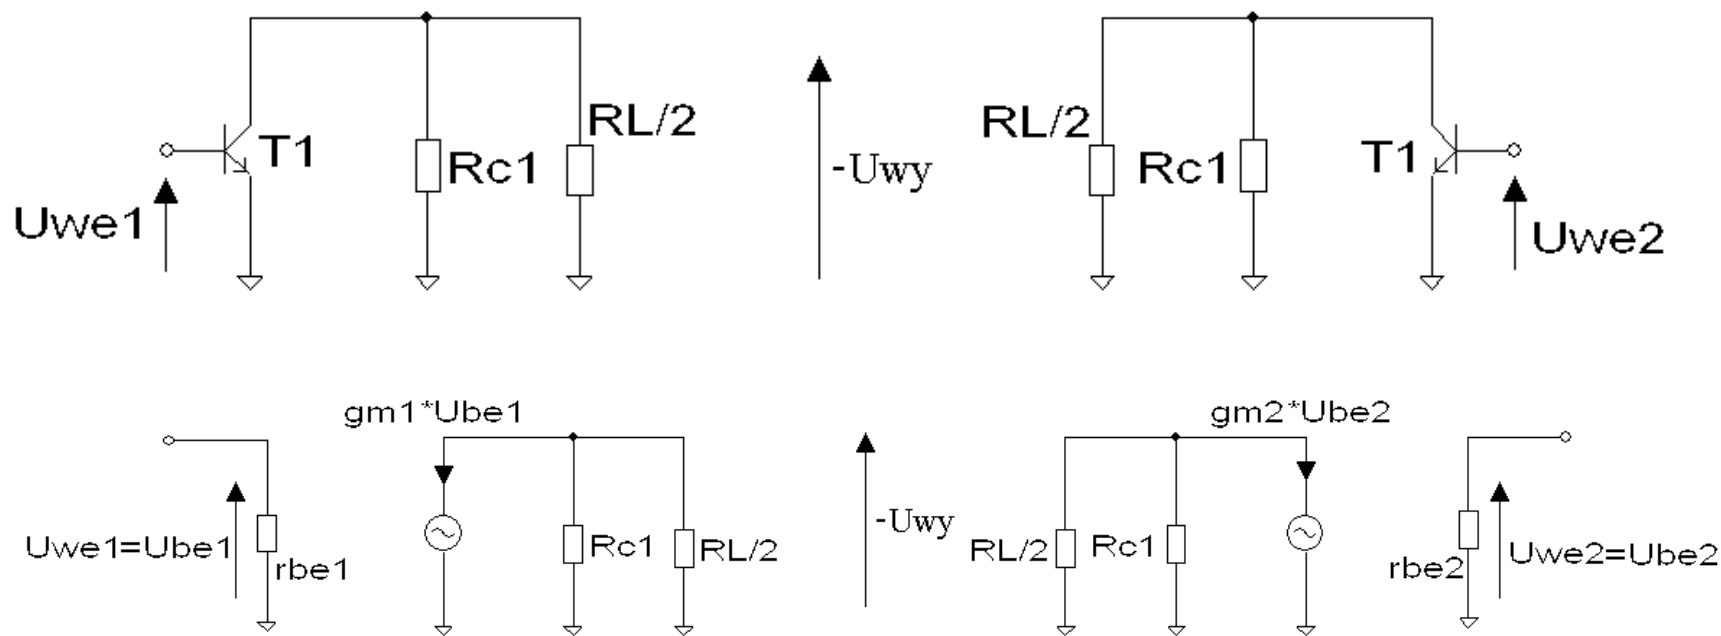 T1
Rc1
RL/2
Uwe1
-Uwy
RL/2
Rc1
T1
Uwe2
gm1*Ube1
Uwe1=Ube1
rbe1
Rc1
RL/2
-Uwy
gm2*Ube2
RL/2
Rc1
rbe2
Uwe2=Ube2